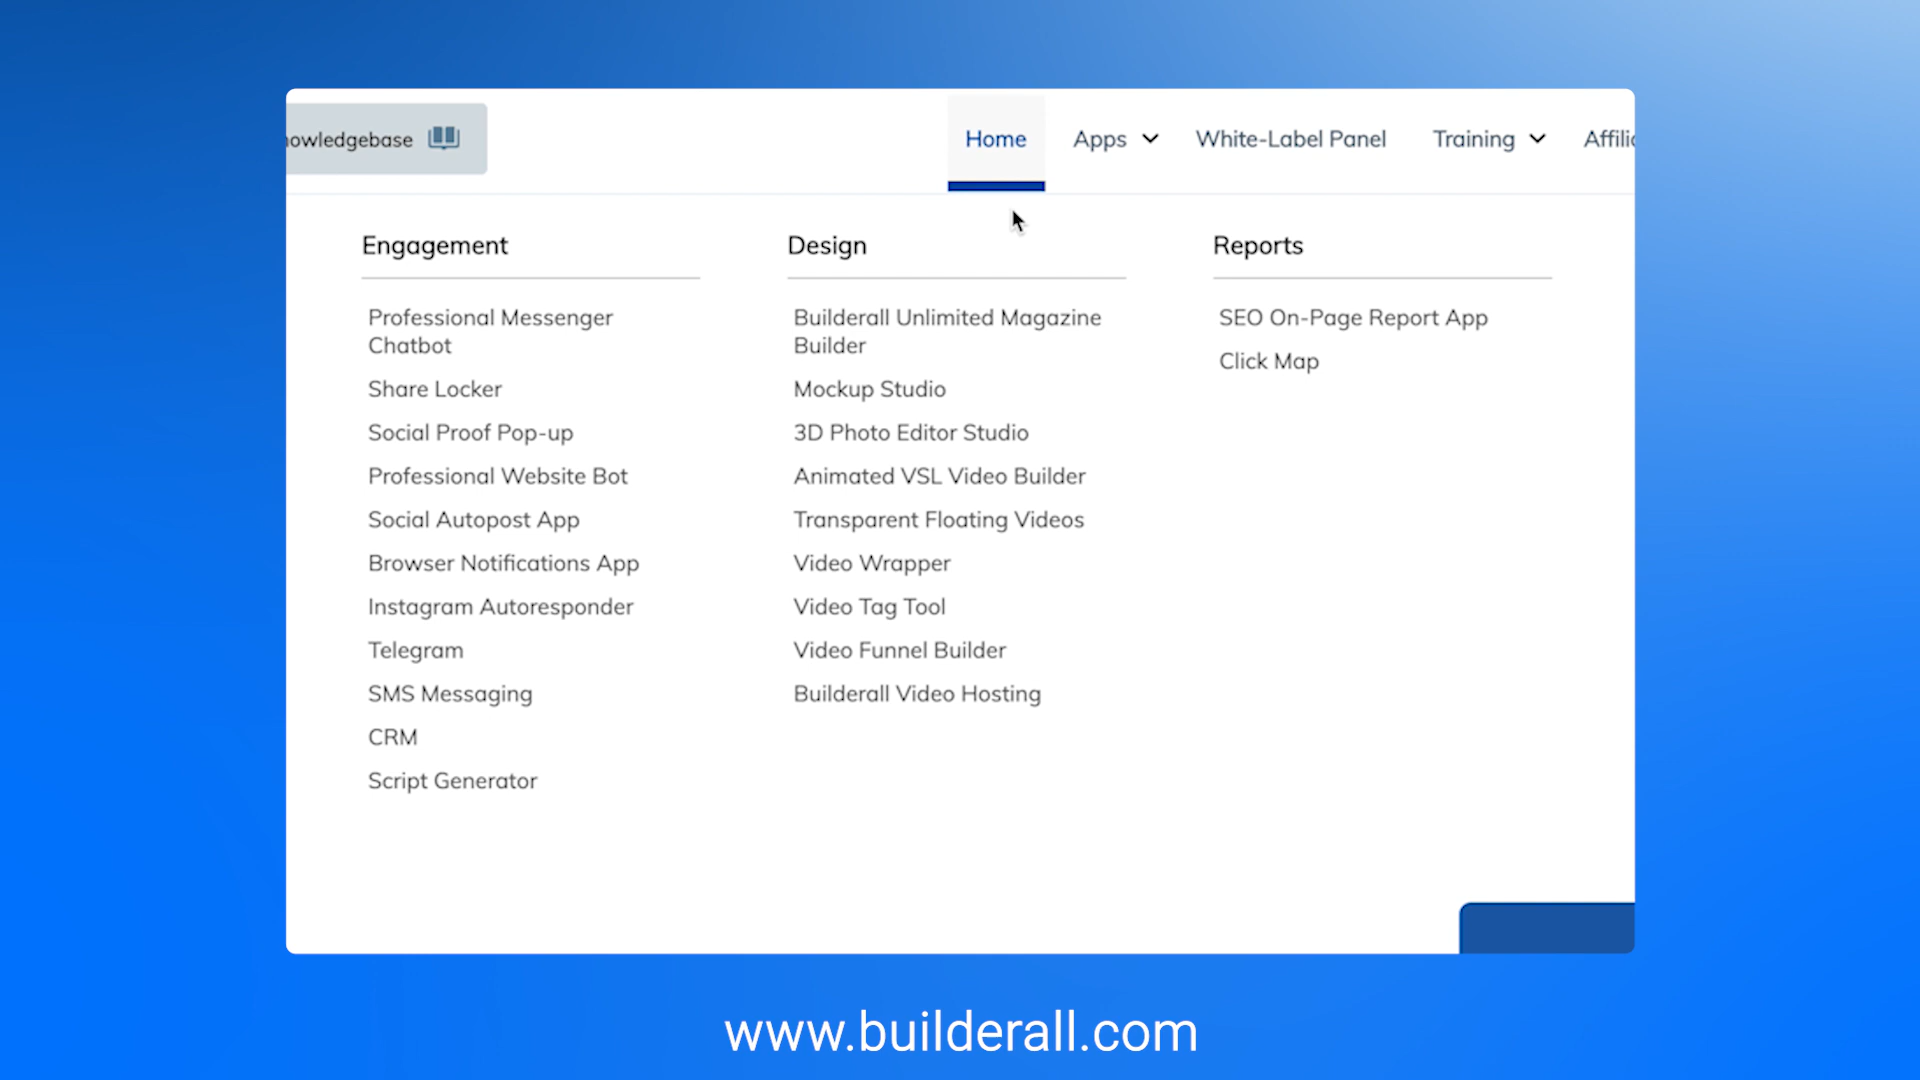 nowledgebase
Home
Apps
White-Label Panel
Training
Affili
Engagement
Professional Messenger
Chatbot
Share Locker
Social Proof Pop-up
Professional Website Bot
Social Autopost App
Browser Notifications App
Instagram Autoresponder
Telegram
SMS Messaging
CRM
Script Generator
Design
Builderall Unlimited Magazine
Builder
Mockup Studio
3D Photo Editor Studio
Animated VSL Video Builder
Transparent Floating Videos
Video Wrapper
Video Tag Tool
Video Funnel Builder
Builderall Video Hosting
Reports
SEO On-Page Report App
Click Map
www.builderall.com